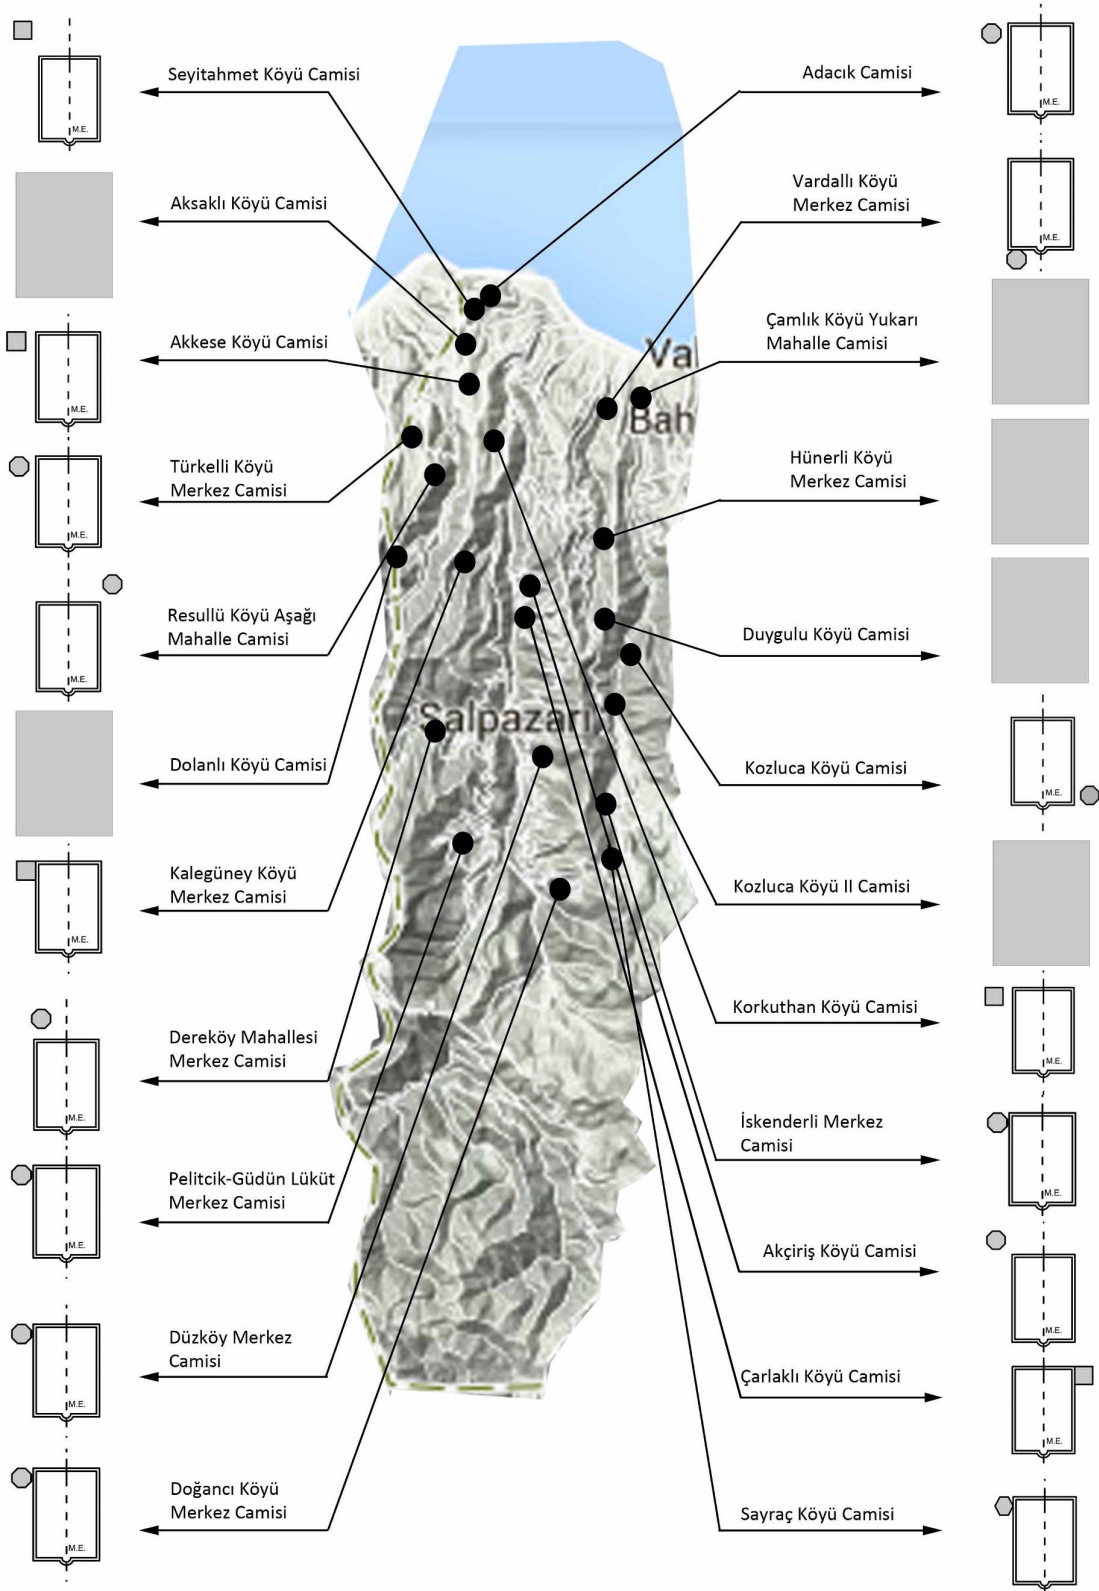 Seyitahmet Köyü Camisi
M.E.
Aksaklı Köyü Camisi
Akkese Köyü Camisi
M.E.
Türkelli Köyü
Merkez Camisi
M.E.
Resullü Köyü Aşağı
Mahalle Camisi
M.E.
Dolanlı Köyü Camisi
Kalegüney Köyü
Merkez Camisi
M.E.
Dereköy Mahallesi
Merkez Camisi
M.E.
Pelitcik-Güdün Lüküt
Merkez Camisi
M.E.
Düzköy Merkez
Camisi
M.E.
Doğancı Köyü
Merkez Camisi
M.E.
Val
Bah
Şalpazarı
Adacık Camisi
M.E.
Vardallı Köyü
Merkez Camisi
M.E.
Çamlık Köyü Yukarı
Mahalle Camisi
Hünerli Köyü
Merkez Camisi
Duygulu Köyü Camisi
Kozluca Köyü Camisi
M.E.
Kozluca Köyü II Camisi
Korkuthan Köyü Camisi
M.E.
İskenderli Merkez
Camisi
M.E.
Akçiriş Köyü Camisi
M.E.
Çarlaklı Köyü Camisi
M.E.
Sayraç Köyü Camisi